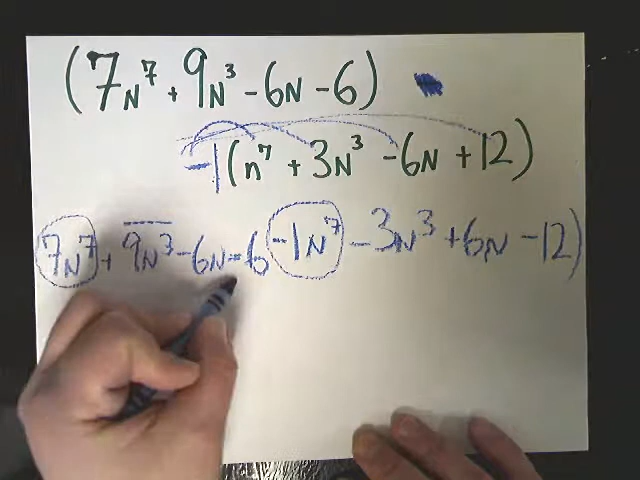 (7N⁷ + 9N³ - 6N - 6)
-1(n⁷ + 3N³ - 6N + 12)
7N⁷ + 9N³ - 6N - 6 - 1N⁷ - 3N³ + 6N - 12)